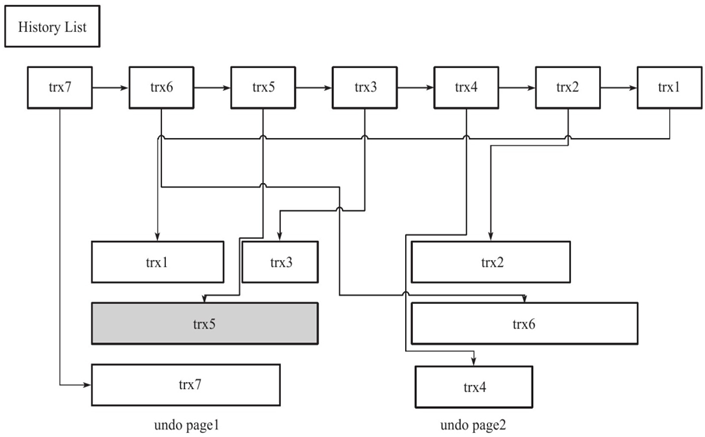 History List
trx7 trx6 trx5 trx3 trx4 trx2 trx1
trx1 trx3 trx2
trx5 trx6
trx7 trx4
undo page1 undo page2